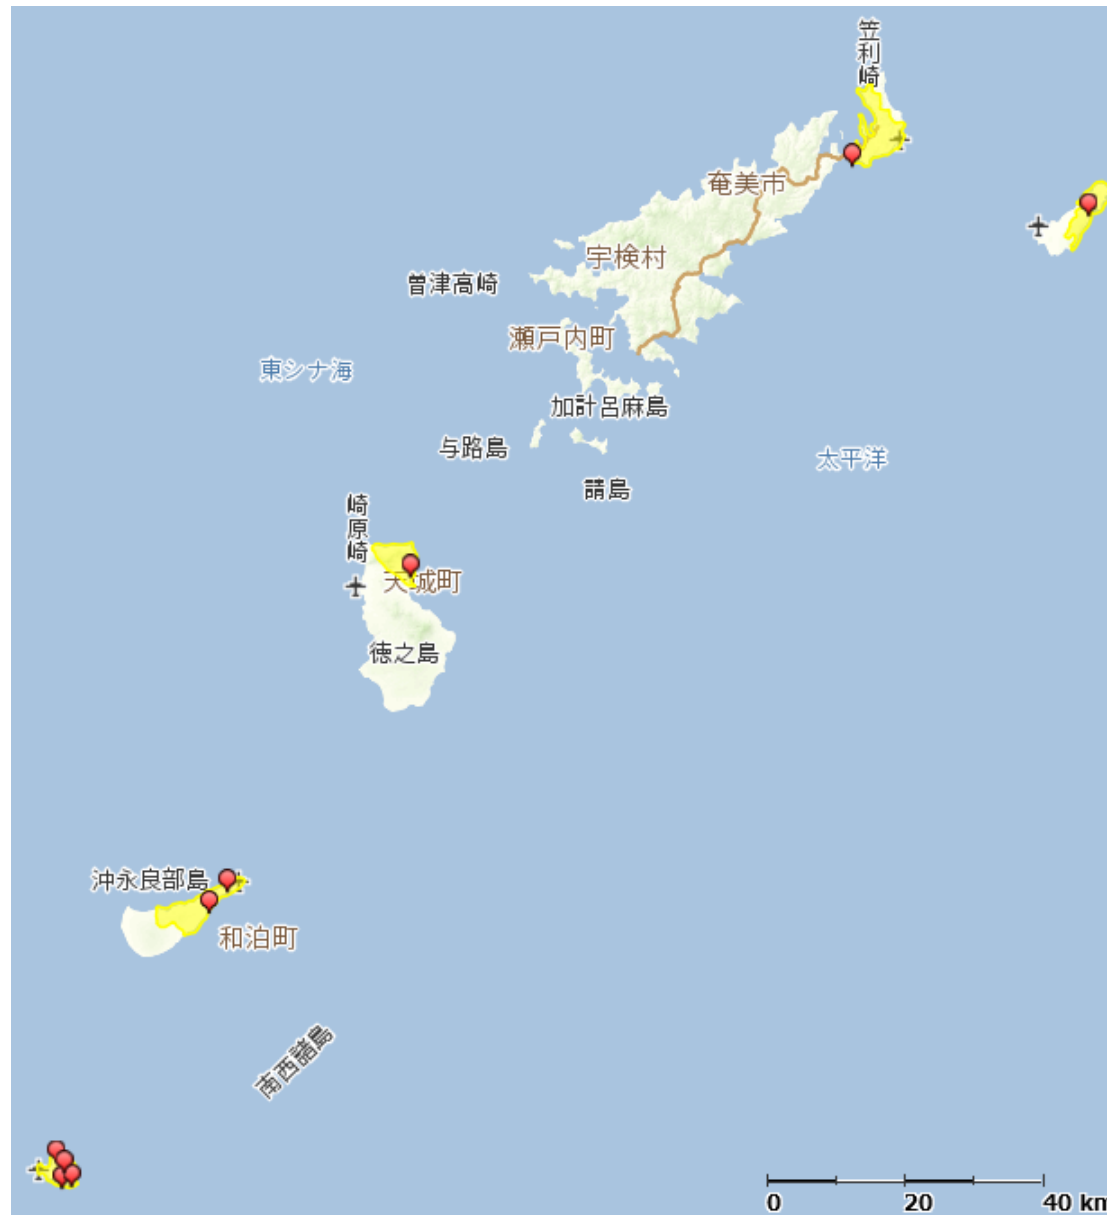 笠利崎
奄美市
宇検村
曽津高崎
瀬戸内町
東シナ海
加計呂麻島
与路島
太平洋
請島
崎原崎
天城町
徳之島
沖永良部島
和泊町
南西諸島
0 20 40 km